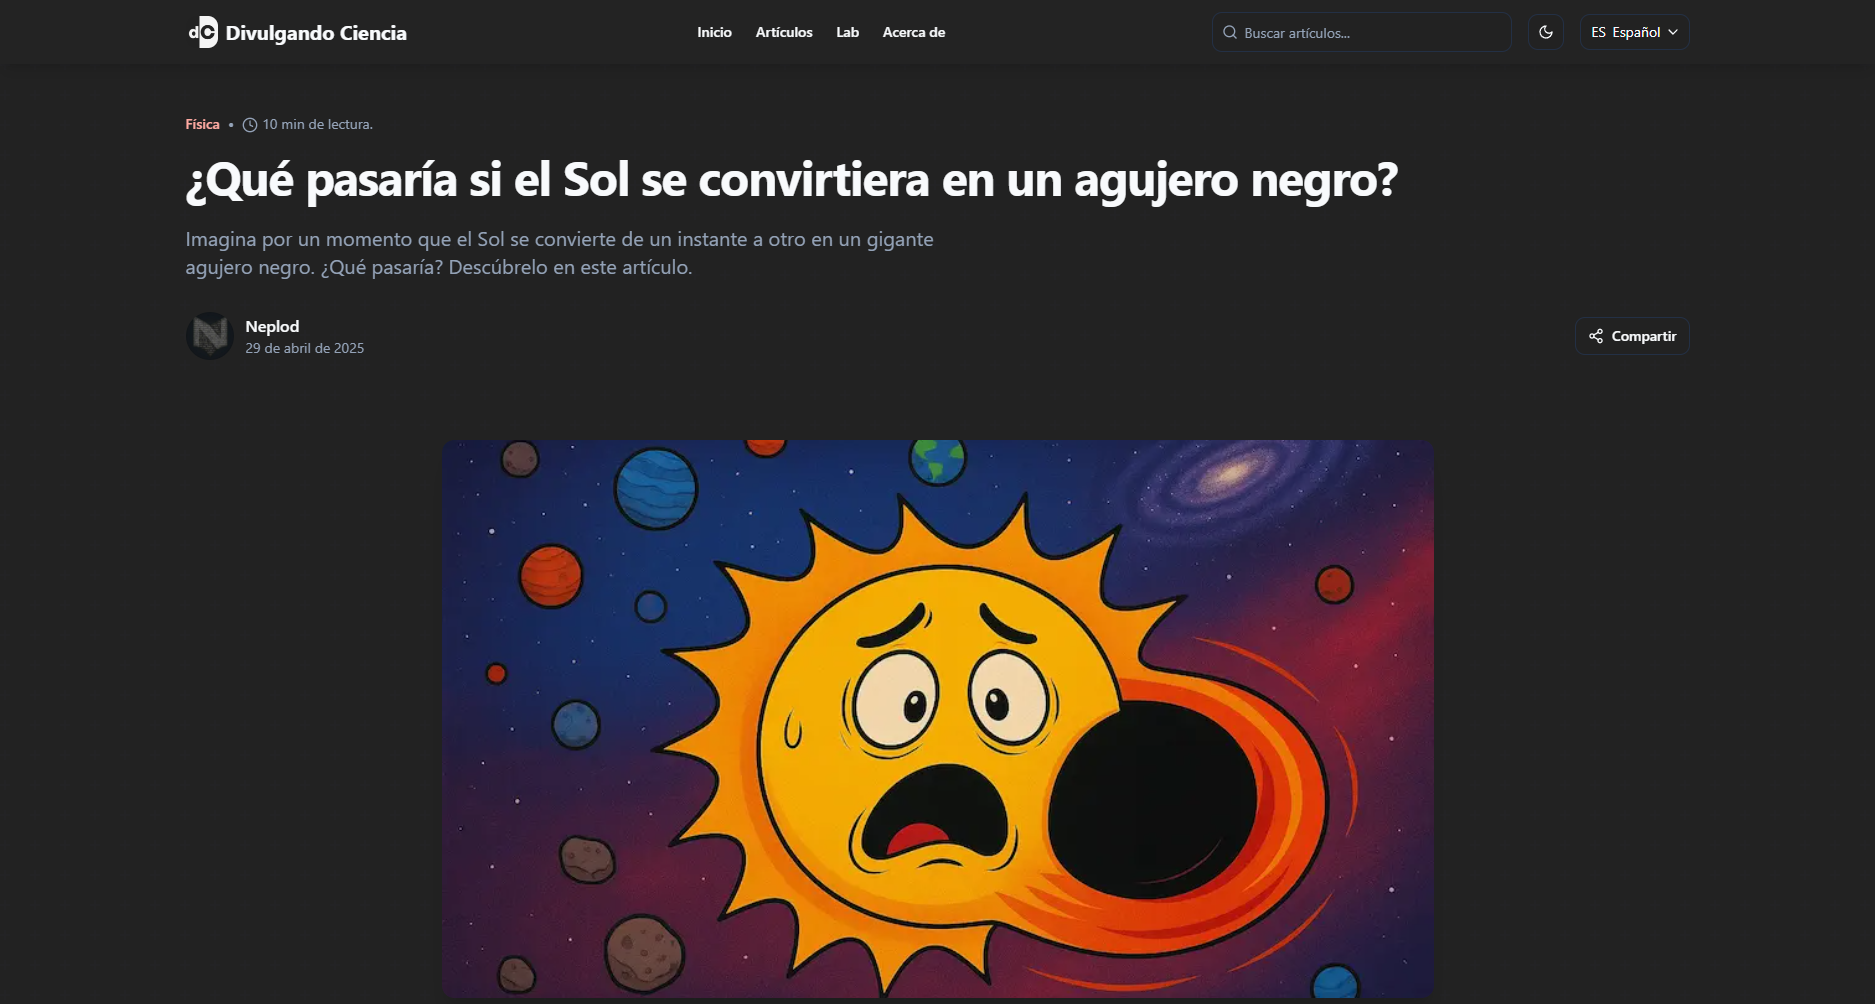 dC Divulgando Ciencia
Inicio
Artículos
Lab
Acerca de
Buscar artículos...
ES Español
Física • 10 min de lectura.
¿Qué pasaría si el Sol se convirtiera en un agujero negro?
Imagina por un momento que el Sol se convierte de un instante a otro en un gigante
agujero negro. ¿Qué pasaría? Descúbrelo en este artículo.
N
Neplod
29 de abril de 2025
Compartir